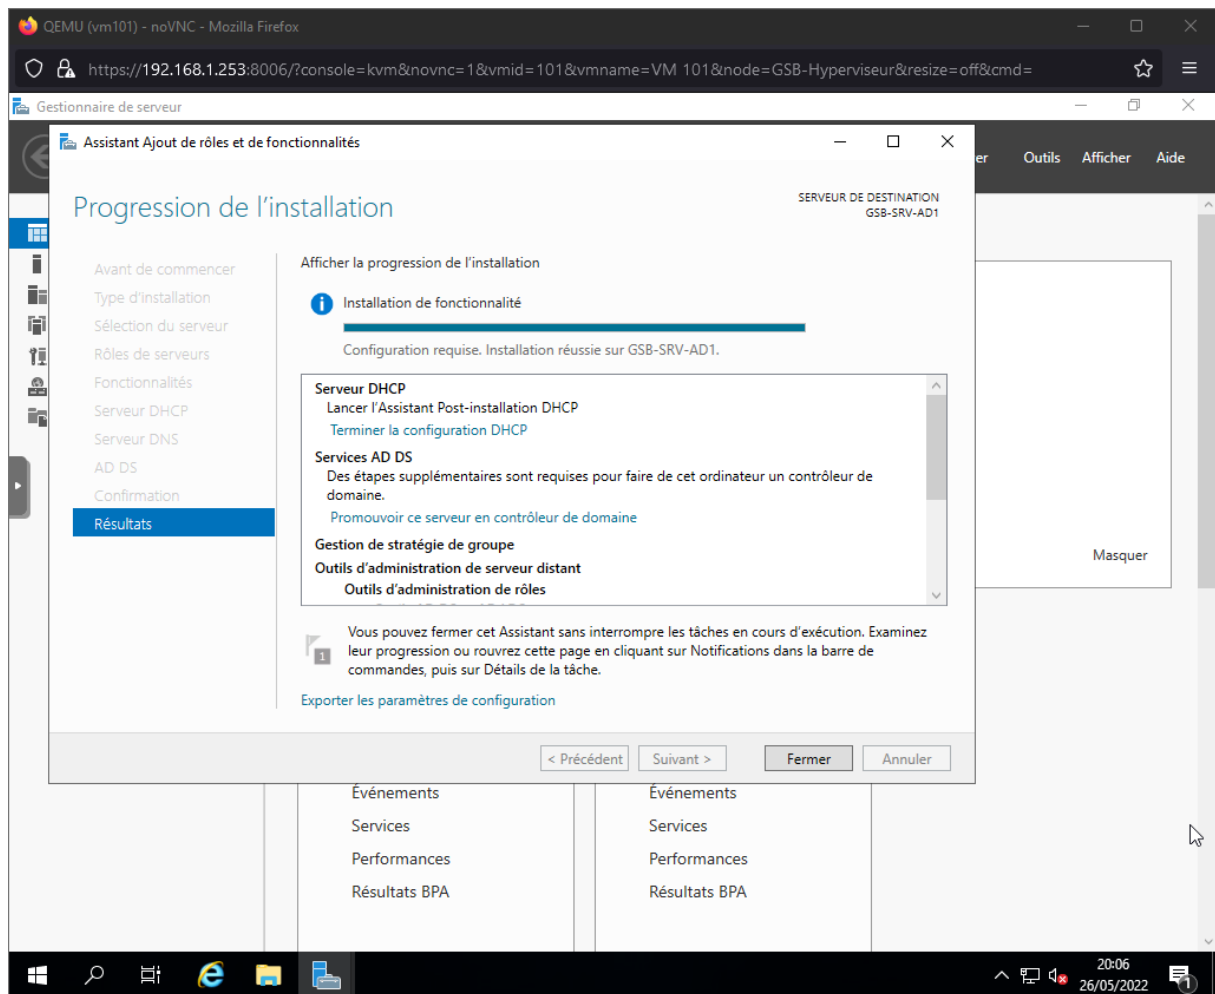 QEMU (vm101) - noVNC - Mozilla Firefox
https://192.168.1.253:8006/?console=kvm&novnc=1&vmid=101&vmname=VM 101&node=GSB-Hyperviseur&resize=off&cmd=
Gestionnaire de serveur
Assistant Ajout de rôles et de fonctionnalités
er Outils Afficher Aide
Progression de l'installation
SERVEUR DE DESTINATION
GSB-SRV-AD1
Avant de commencer
Type d'installation
Sélection du serveur
Rôles de serveurs
Fonctionnalités
Serveur DHCP
Serveur DNS
AD DS
Confirmation
Résultats
Afficher la progression de l'installation
Installation de fonctionnalité
Configuration requise. Installation réussie sur GSB-SRV-AD1.
Serveur DHCP
Lancer l'Assistant Post-installation DHCP
Terminer la configuration DHCP
Services AD DS
Des étapes supplémentaires sont requises pour faire de cet ordinateur un contrôleur de
domaine.
Promouvoir ce serveur en contrôleur de domaine
Gestion de stratégie de groupe
Outils d'administration de serveur distant
Outils d'administration de rôles
1
Vous pouvez fermer cet Assistant sans interrompre les tâches en cours d'exécution. Examinez
leur progression ou rouvrez cette page en cliquant sur Notifications dans la barre de
commandes, puis sur Détails de la tâche.
Exporter les paramètres de configuration
< Précédent Suivant > Fermer Annuler
Masquer
Événements Événements
Services Services
Performances Performances
Résultats BPA Résultats BPA
20:06
26/05/2022
1